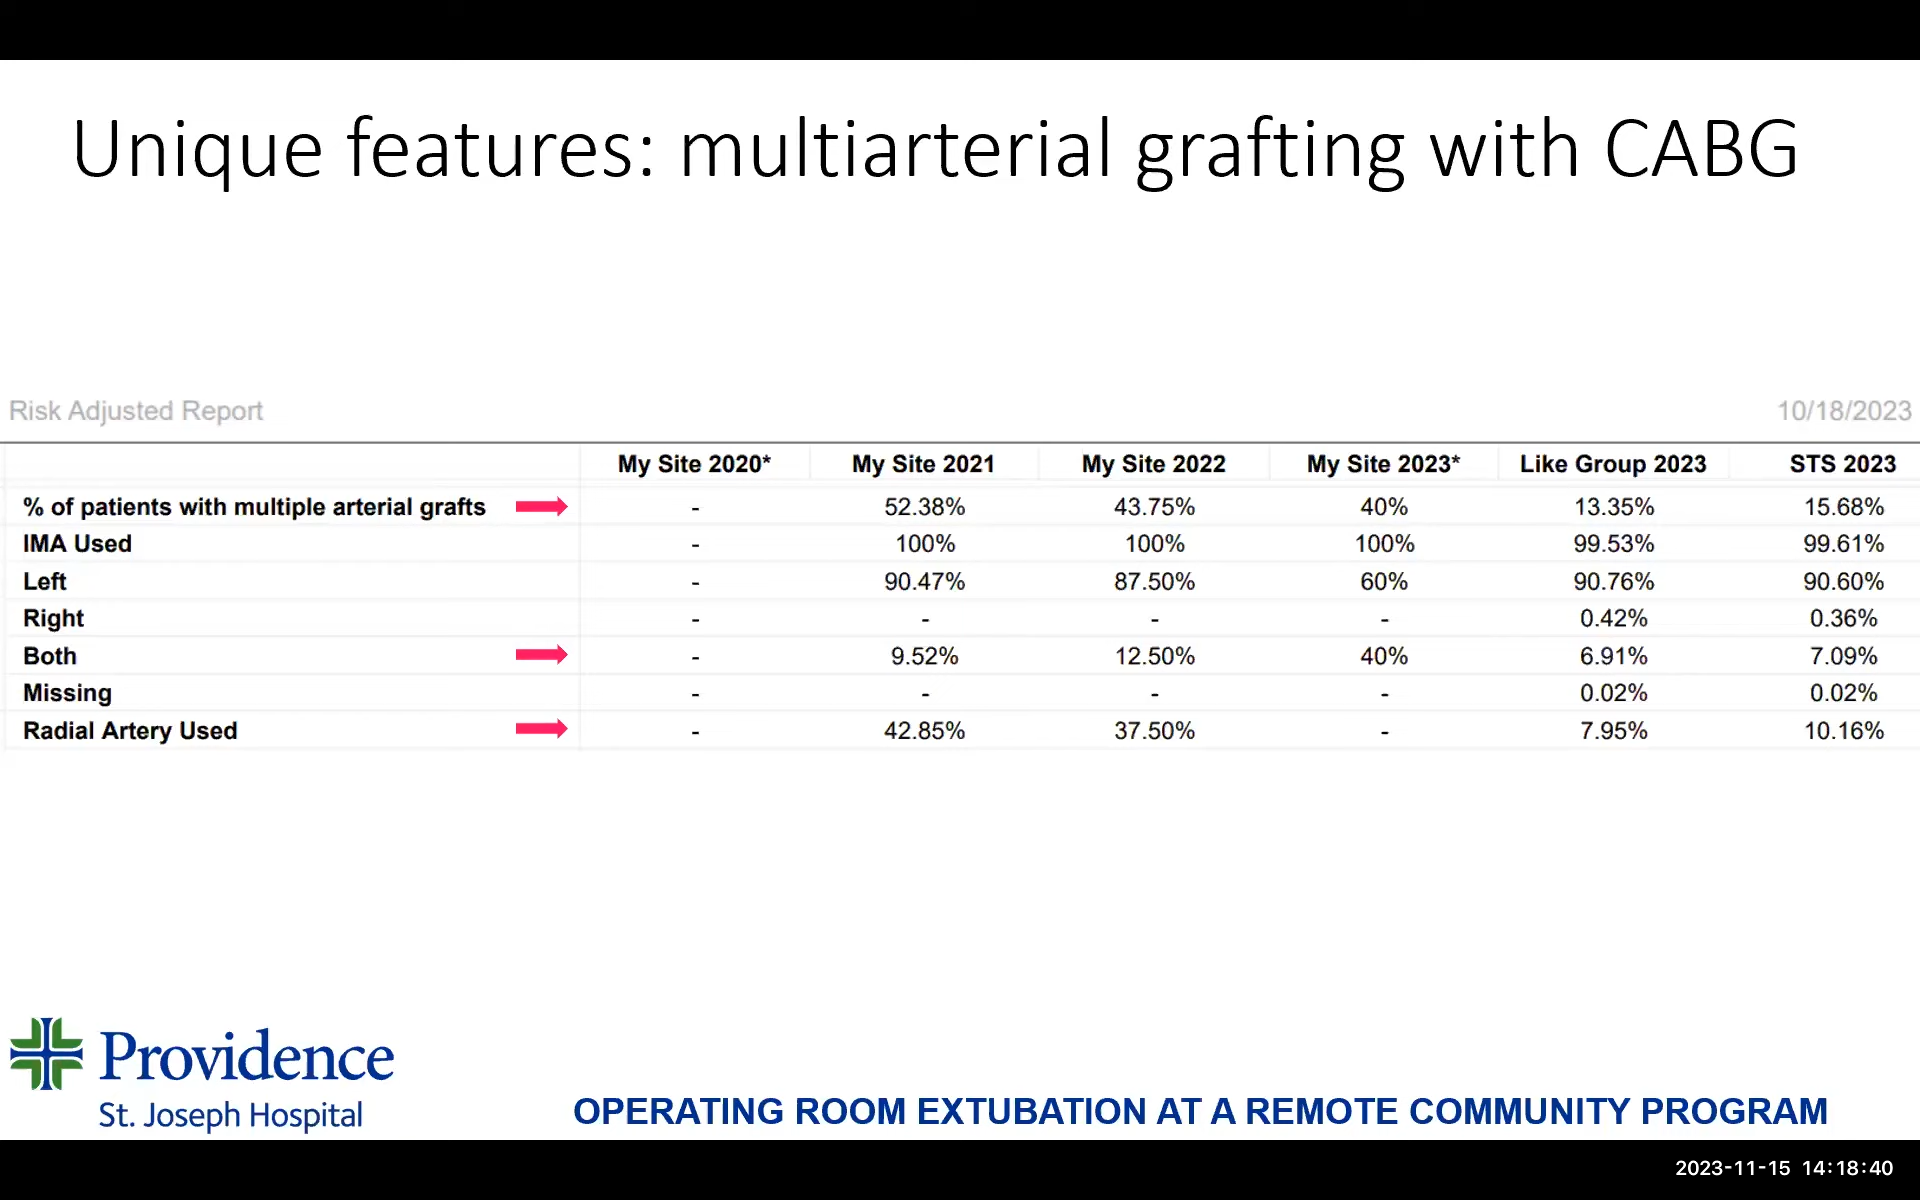 Unique features: multiarterial grafting with CABG
Risk Adjusted Report 10/18/2023
My Site 2020* My Site 2021 My Site 2022 My Site 2023* Like Group 2023 STS 2023
% of patients with multiple arterial grafts - 52.38% 43.75% 40% 13.35% 15.68%
IMA Used - 100% 100% 100% 99.53% 99.61%
Left - 90.47% 87.50% 60% 90.76% 90.60%
Right - - - - 0.42% 0.36%
Both - 9.52% 12.50% 40% 6.91% 7.09%
Missing - - - - 0.02% 0.02%
Radial Artery Used - 42.85% 37.50% - 7.95% 10.16%
Providence
St. Joseph Hospital
OPERATING ROOM EXTUBATION AT A REMOTE COMMUNITY PROGRAM
2023-11-15 14:18:40